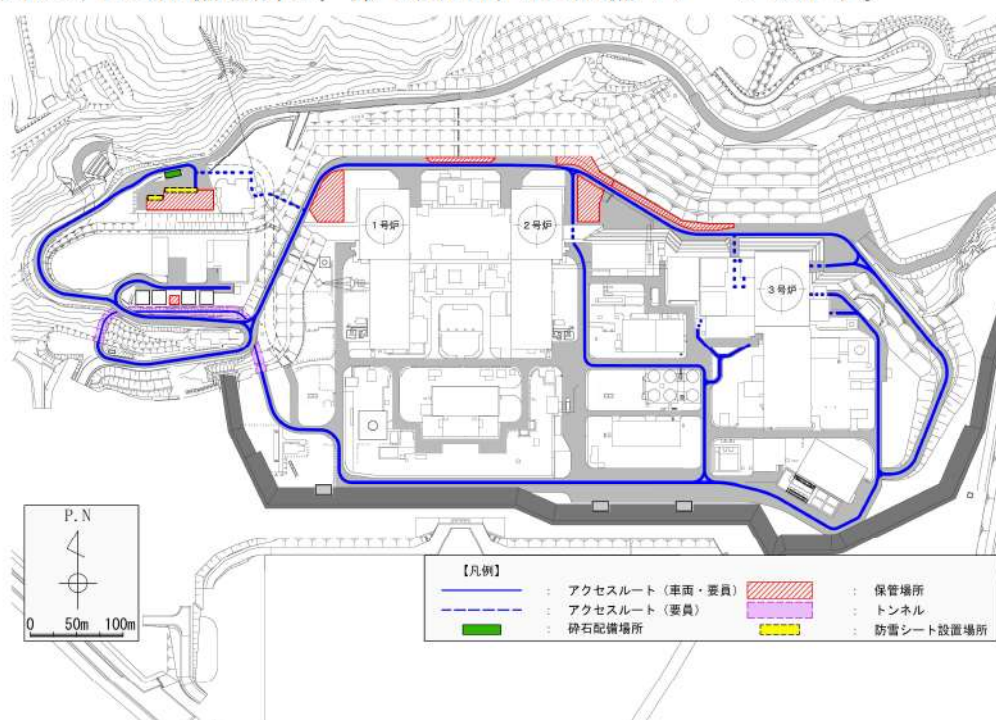 1号炉
2号炉
3号炉
P.N
0 50m 100m
【凡例】
: アクセスルート（車両・要員）
: アクセスルート（要員）
: 砕石配備場所
: 保管場所
: トンネル
: 防雪シート設置場所